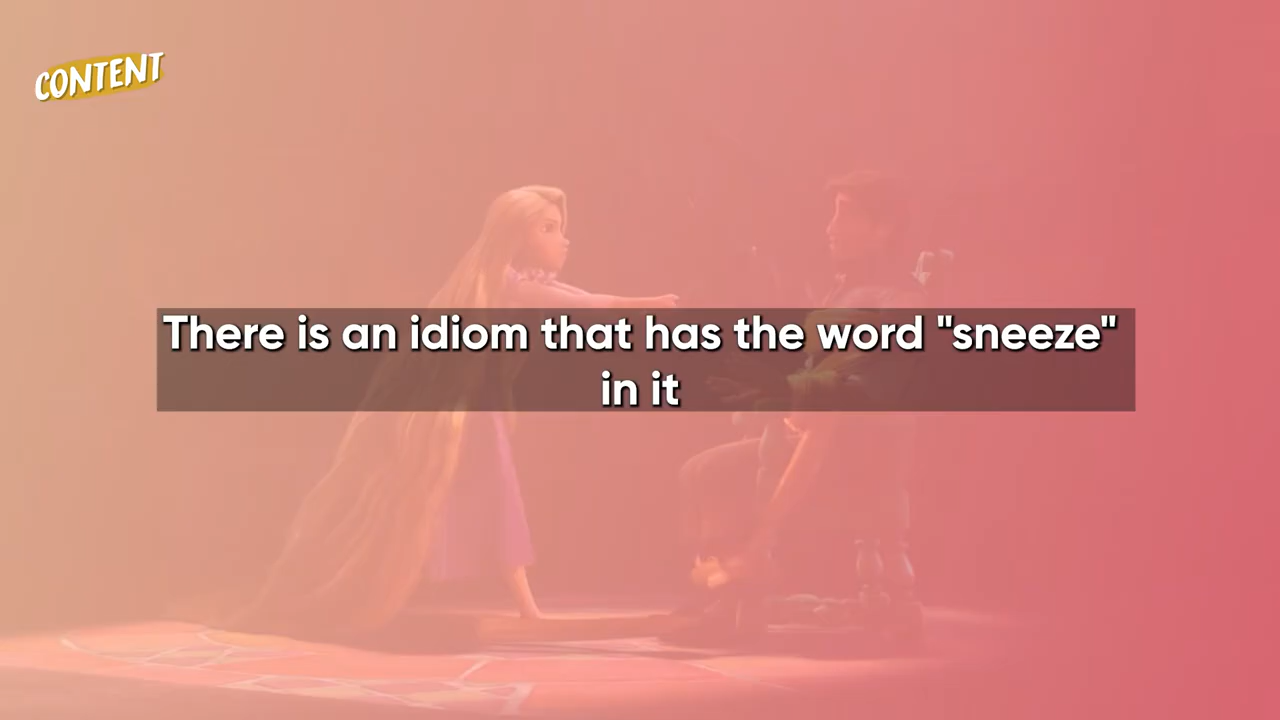 CONTENT
There is an idiom that has the word "sneeze"
in it